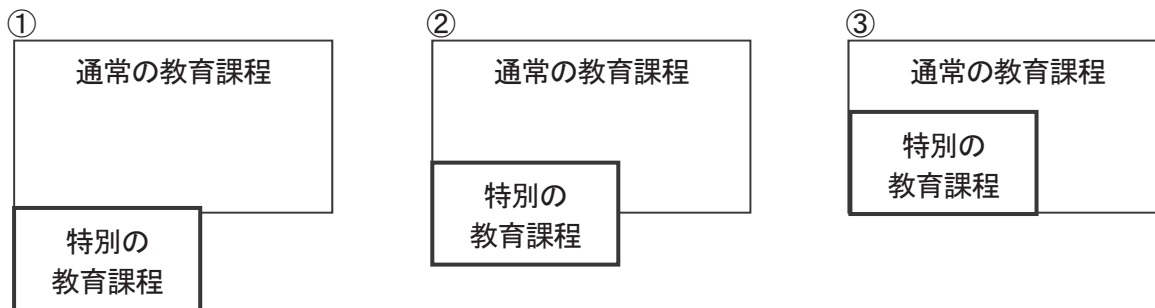 ①
通常の教育課程
特別の
教育課程
②
通常の教育課程
特別の
教育課程
③
通常の教育課程
特別の
教育課程